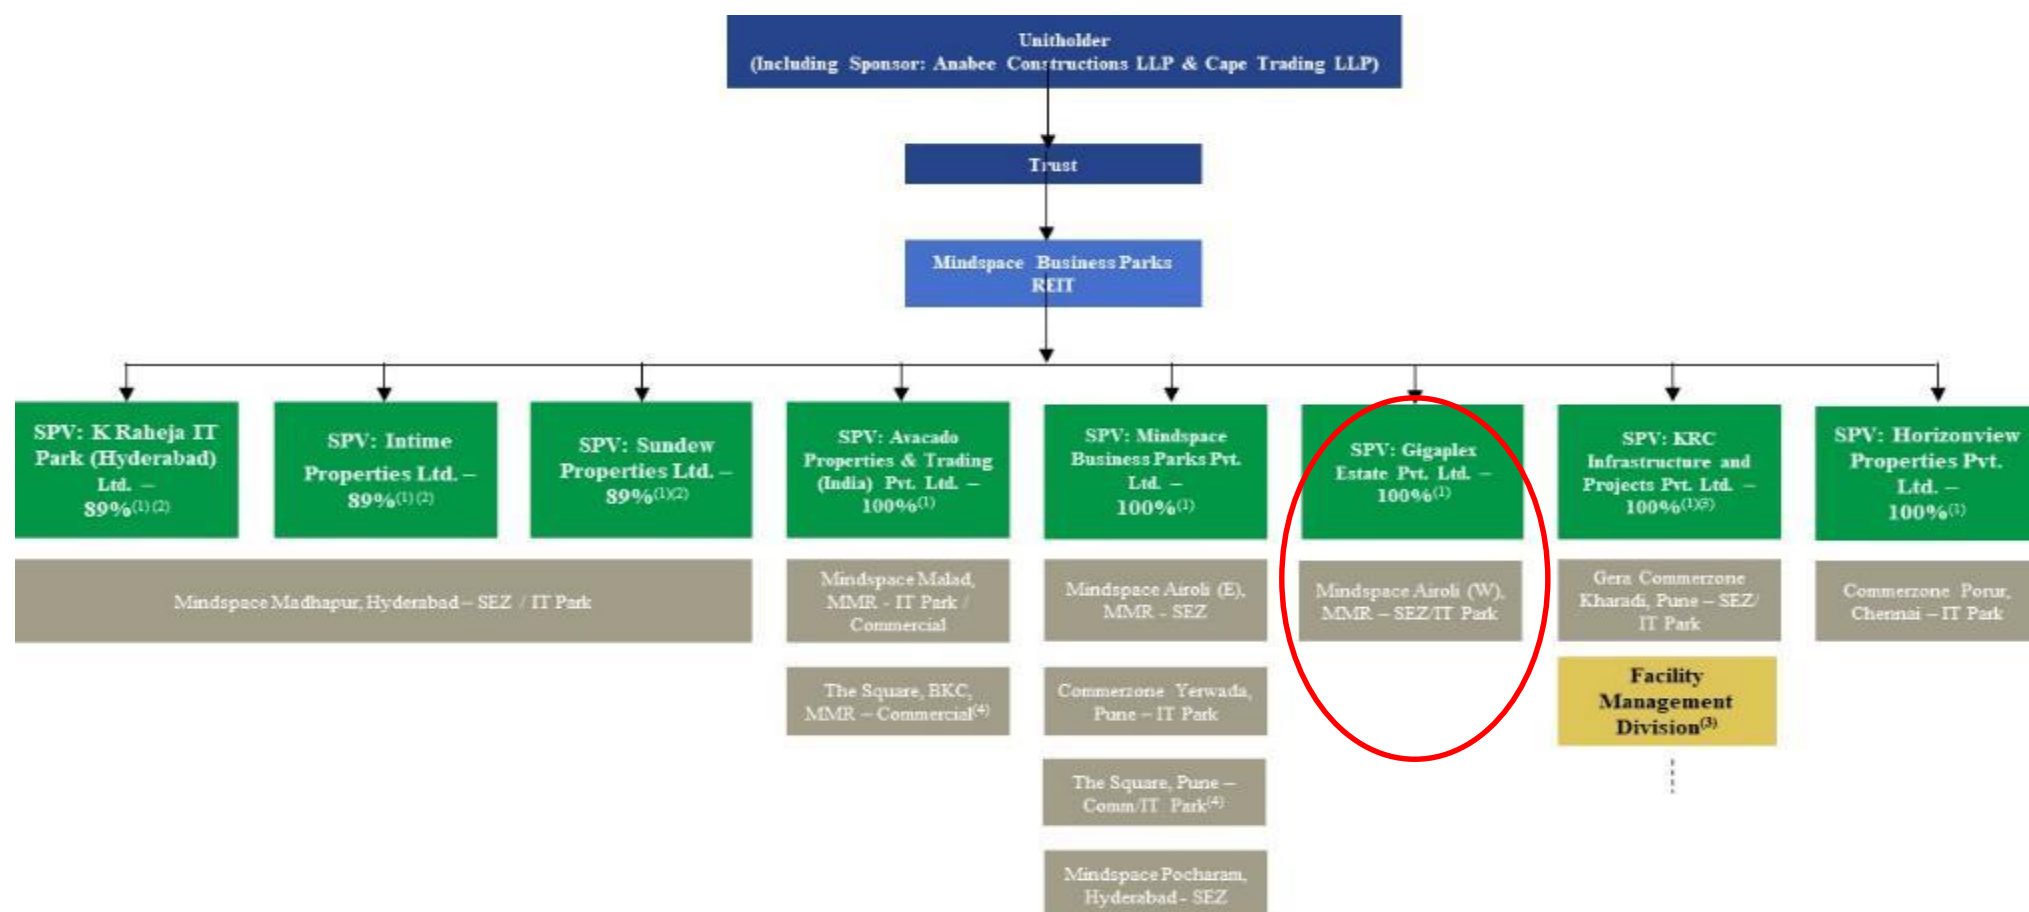 Unitholder
(Including Sponsor: Anabee Constructions LLP & Cape Trading LLP)
Trust
Mindspace Business Parks
REIT
SPV: K Raheja IT
Park (Hyderabad)
Ltd. –
89%(1)(2)
SPV: Intime
Properties Ltd. –
89%(1)(2)
SPV: Sundew
Properties Ltd. –
89%(1)(2)
SPV: Avacado
Properties & Trading
(India) Pvt. Ltd. –
100%(1)
SPV: Mindspace
Business Parks Pvt.
Ltd. –
100%(1)
SPV: Gigaplex
Estate Pvt. Ltd. –
100%(1)
SPV: KRC
Infrastructure and
Projects Pvt. Ltd. –
100%(1)(3)
SPV: Horizonview
Properties Pvt.
Ltd. –
100%(1)
Mindspace Madhapur, Hyderabad – SEZ / IT Park
Mindspace Malad,
MMR - IT Park /
Commercial
Mindspace Airoli (E),
MMR - SEZ
Mindspace Airoli (W),
MMR – SEZ/IT Park
Gera Commerzone
Kharadi, Pune – SEZ/
IT Park
Commerzone Porur,
Chennai – IT Park
The Square, BKC,
MMR – Commercial(4)
Commerzone Yerwada,
Pune – IT Park
Facility
Management
Division(3)
The Square, Pune –
Comm/IT Park(4)
Mindspace Pocharam,
Hyderabad - SEZ